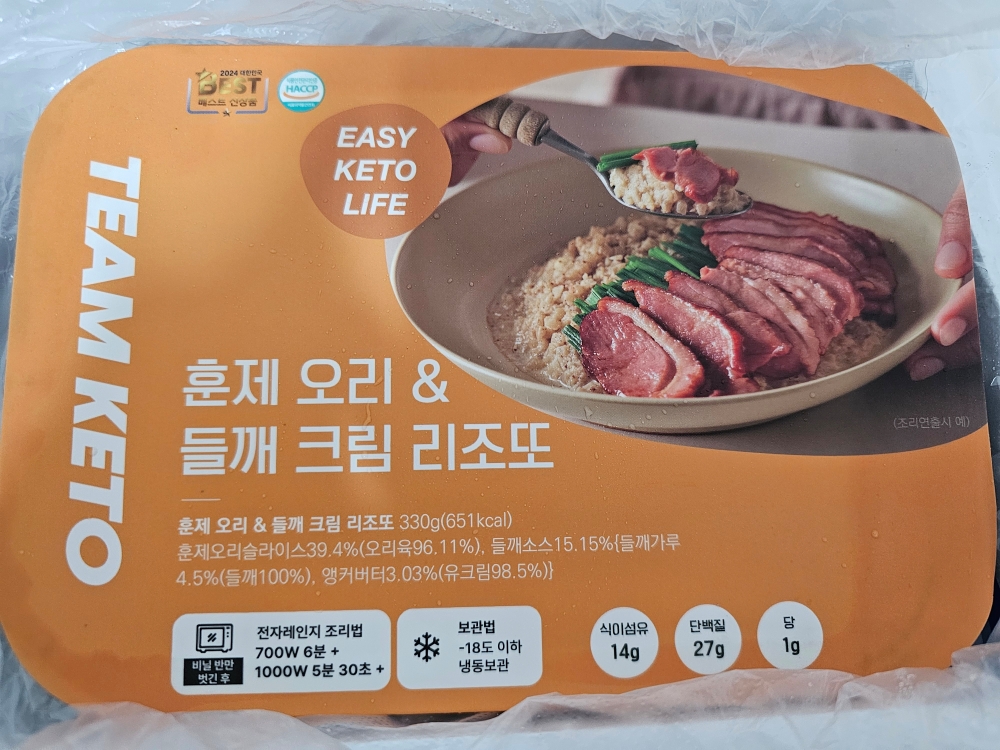 2024 대한민국
BEST
베스트 신상품
HACCP
EASY
KETO
LIFE
TEAM KETO
훈제 오리 &
들깨 크림 리조또
(조리연출시 예)
훈제 오리 & 들깨 크림 리조또 330g(651kcal)
훈제오리슬라이스39.4%(오리육96.11%), 들깨소스15.15%{들깨가루
4.5%(들깨100%), 앵커버터3.03%(유크림98.5%)}
비닐 반만
벗긴 후
전자레인지 조리법
700W 6분 +
1000W 5분 30초 +
보관법
-18도 이하
냉동보관
식이섬유
14g
단백질
27g
당
1g